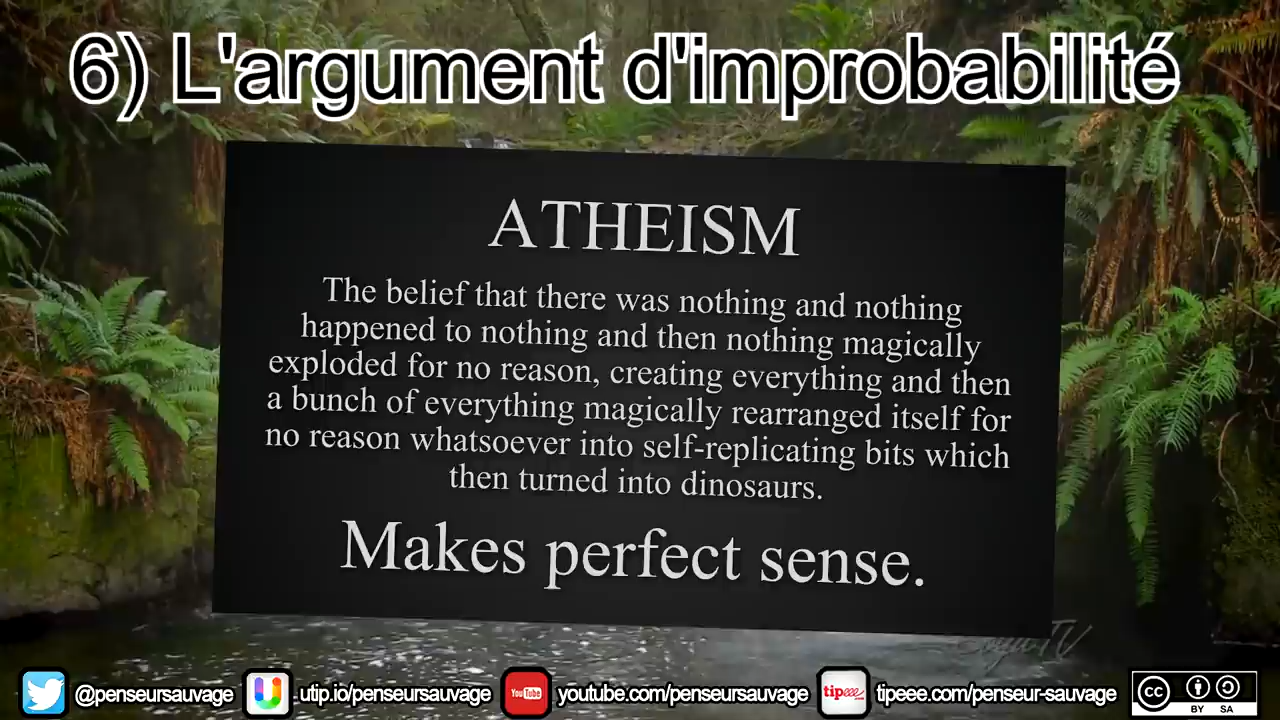 6) L'argument d'improbabilité
ATHEISM
The belief that there was nothing and nothing
happened to nothing and then nothing magically
exploded for no reason, creating everything and then
a bunch of everything magically rearranged itself for
no reason whatsoever into self-replicating bits which
then turned into dinosaurs.
Makes perfect sense.
@penseursauvage utip.io/penseursauvage YouTube youtube.com/penseursauvage tipeee tipeee.com/penseur-sauvage cc
BY SA